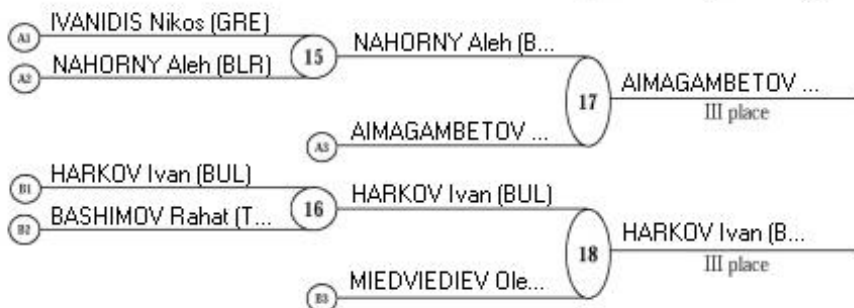 A1 IVANIDIS Nikos (GRE)
15 NAHORNY Aleh (B...
A2 NAHORNY Aleh (BLR)
17 AIMAGAMBETOV ...
III place
A3 AIMAGAMBETOV ...
B1 HARKOV Ivan (BUL)
16 HARKOV Ivan (BUL)
B2 BASHIMOV Rahat (T...
18 HARKOV Ivan (B...
III place
B3 MIEDVIEDIEV Ole...